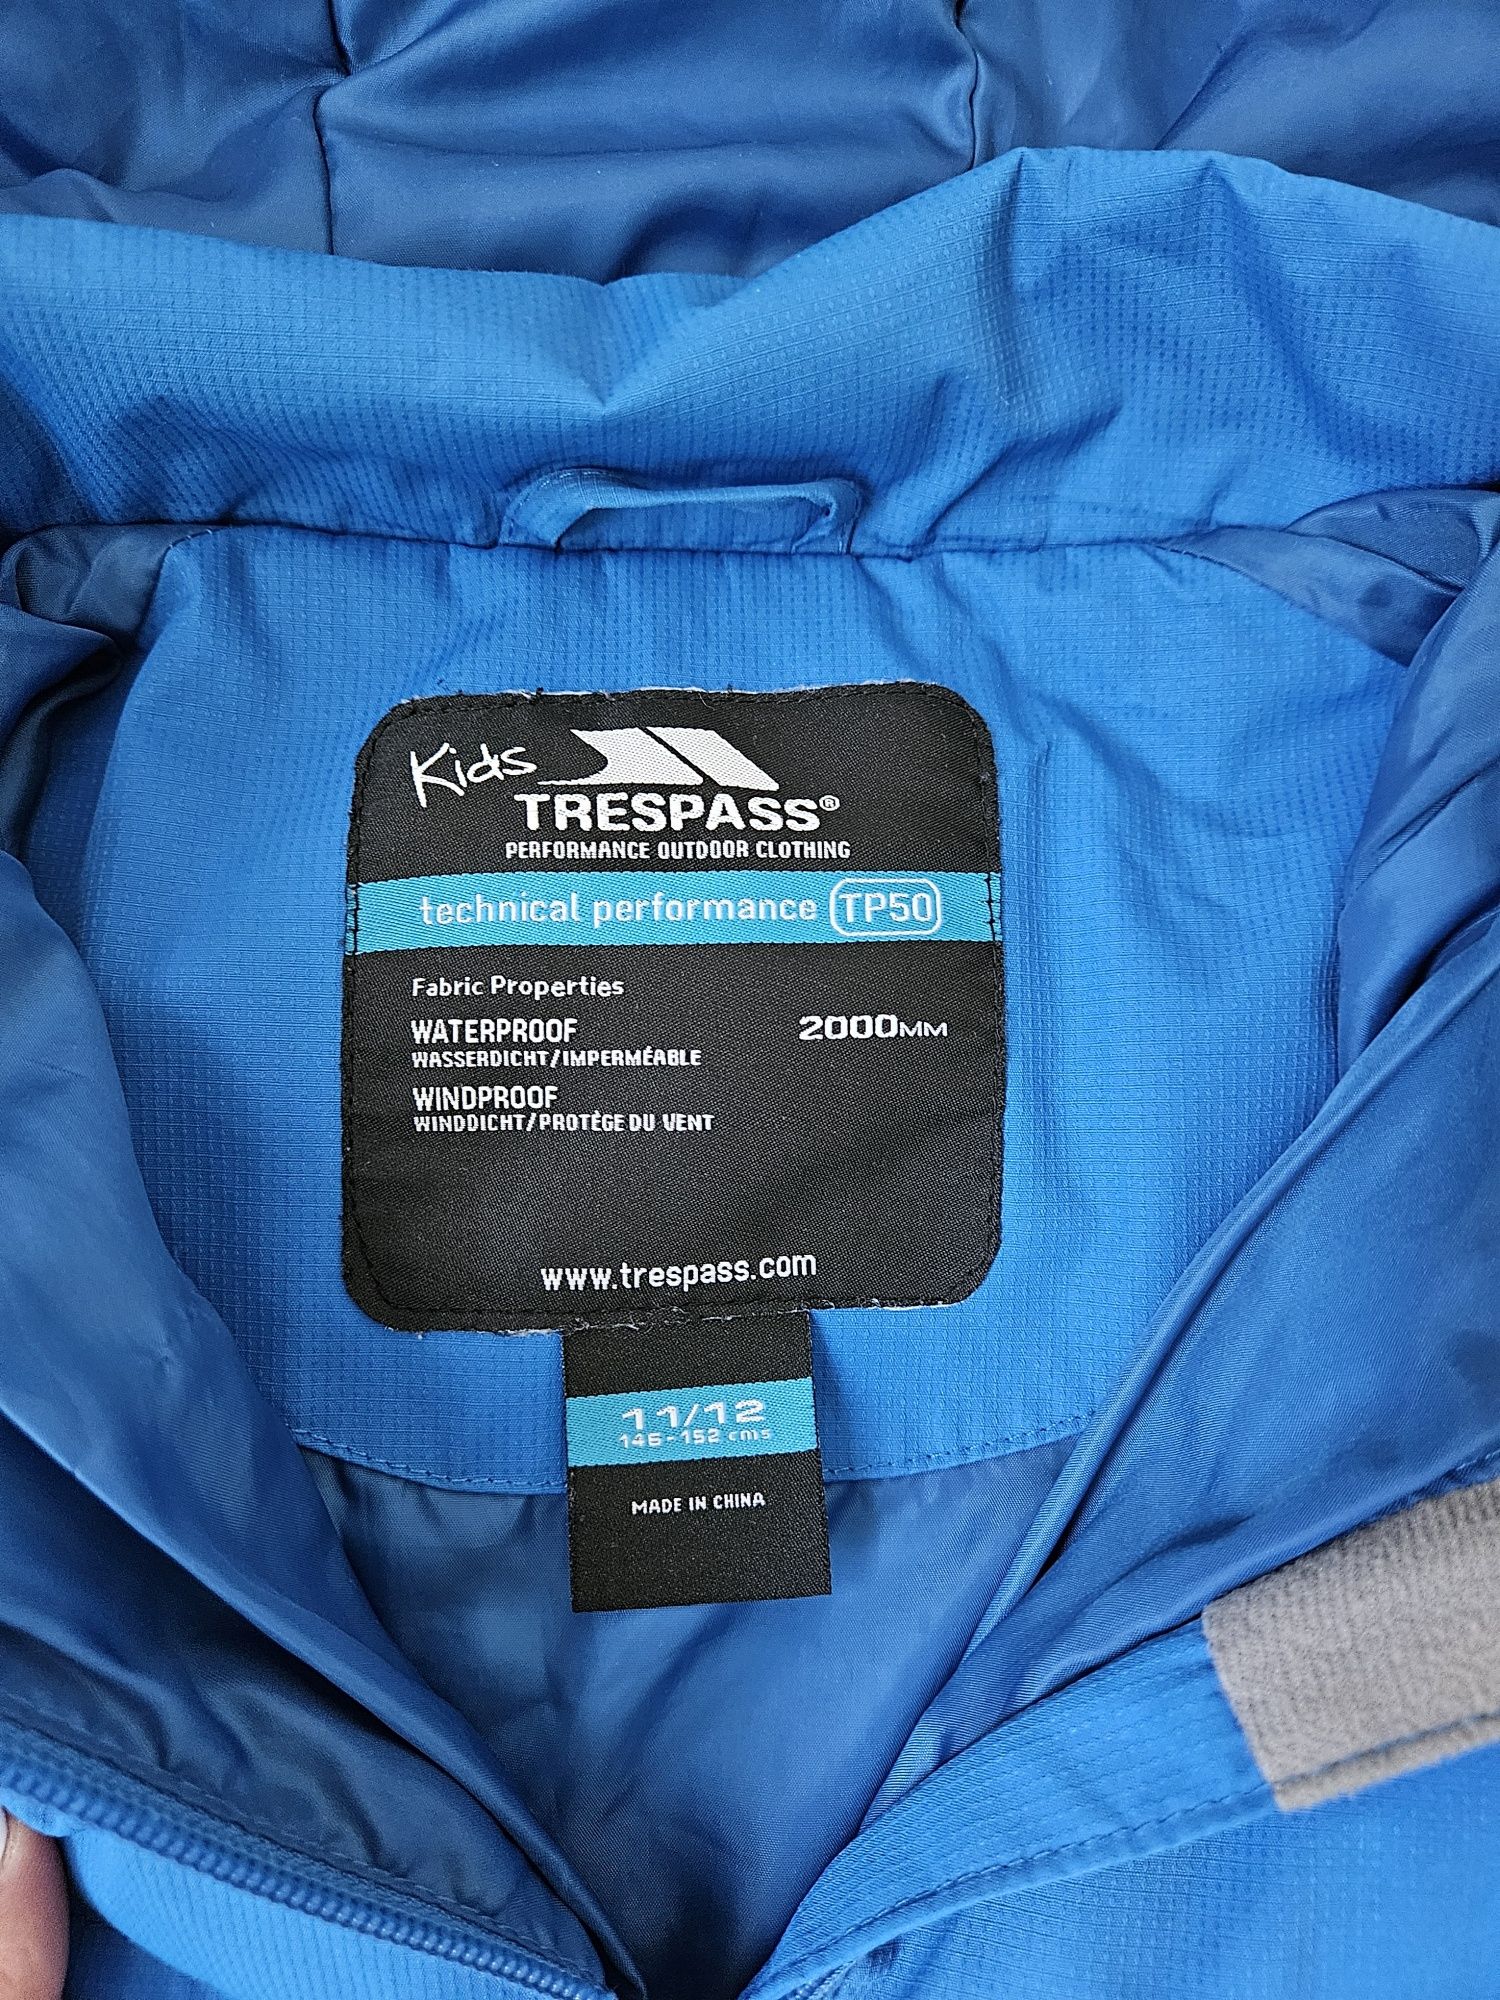 Kids
TRESPASS®
PERFORMANCE OUTDOOR CLOTHING
technical performance TP50
Fabric Properties
WATERPROOF 2000MM
WASSERDICHT/IMPERMÉABLE
WINDPROOF
WINDDICHT/PROTÈGE DU VENT
www.trespass.com
11/12
146-152 cms
MADE IN CHINA